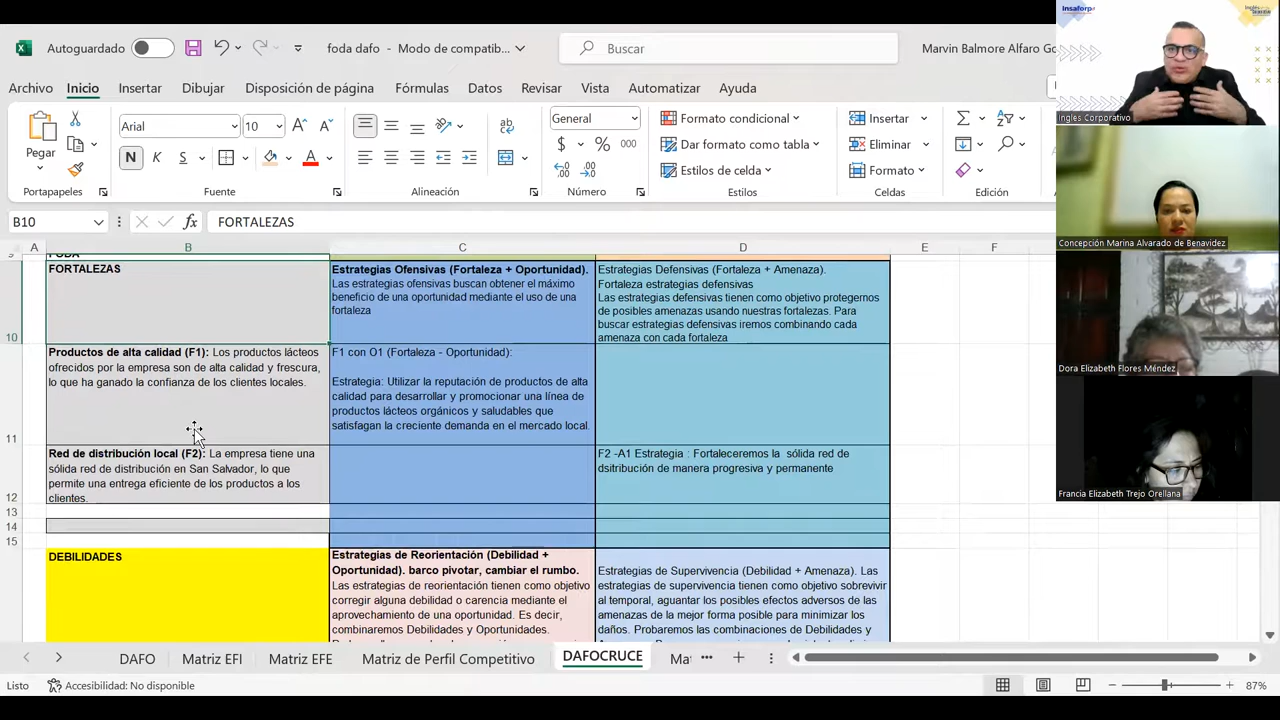 Autoguardado
foda dafo - Modo de compatib...
Buscar
Marvin Balmore Alfaro Go
Archivo Inicio Insertar Dibujar Disposición de página Fórmulas Datos Revisar Vista Automatizar Ayuda
Pegar
Arial 10
N K S
General
$ % 000
Formato condicional
Dar formato como tabla
Estilos de celda
Insertar
Eliminar
Formato
Portapapeles Fuente Alineación Número Estilos Celdas Edición
B10 fx FORTALEZAS
A B C D E F G H
9
FODA
10
FORTALEZAS
Estrategias Ofensivas (Fortaleza + Oportunidad).
Las estrategias ofensivas buscan obtener el máximo
beneficio de una oportunidad mediante el uso de una
fortaleza
Estrategias Defensivas (Fortaleza + Amenaza).
Fortaleza estrategias defensivas
Las estrategias defensivas tienen como objetivo protegernos
de posibles amenazas usando nuestras fortalezas. Para
buscar estrategias defensivas iremos combinando cada
amenaza con cada fortaleza
11
Productos de alta calidad (F1): Los productos lácteos
ofrecidos por la empresa son de alta calidad y frescura,
lo que ha ganado la confianza de los clientes locales.
F1 con O1 (Fortaleza - Oportunidad):
Estrategia: Utilizar la reputación de productos de alta
calidad para desarrollar y promocionar una línea de
productos lácteos orgánicos y saludables que
satisfagan la creciente demanda en el mercado local.
12
Red de distribución local (F2): La empresa tiene una
sólida red de distribución en San Salvador, lo que
permite una entrega eficiente de los productos a los
clientes.
F2 -A1 Estrategia : Fortaleceremos la sólida red de
dsitribución de manera progresiva y permanente
13
14
15
DEBILIDADES
Estrategias de Reorientación (Debilidad +
Oportunidad). barco pivotar, cambiar el rumbo.
Las estrategias de reorientación tienen como objetivo
corregir alguna debilidad o carencia mediante el
aprovechamiento de una oportunidad. Es decir,
combinaremos Debilidades y Oportunidades.
Estrategias de Supervivencia (Debilidad + Amenaza). Las
estrategias de supervivencia tienen como objetivo sobrevivir
al temporal, aguantar los posibles efectos adversos de las
amenazas de la mejor forma posible para minimizar los
daños. Probaremos las combinaciones de Debilidades y
DAFO Matriz EFI Matriz EFE Matriz de Perfil Competitivo DAFOCRUCE Ma
Listo Accesibilidad: No disponible 87%
Insaforp
Ingles Corporativo
Concepción Marina Alvarado de Benavidez
Dora Elizabeth Flores Méndez
Francia Elizabeth Trejo Orellana